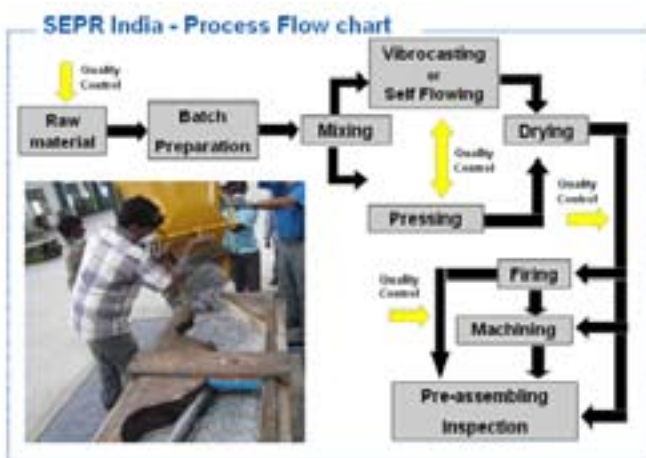 SEPR India - Process Flow chart
Quality
Control
Raw
material
Batch
Preparation
Mixing
Vibrocasting
or
Self Flowing
Drying
Quality
Control
Pressing
Quality
Control
Firing
Quality
Control
Machining
Pre-assembling
Inspection